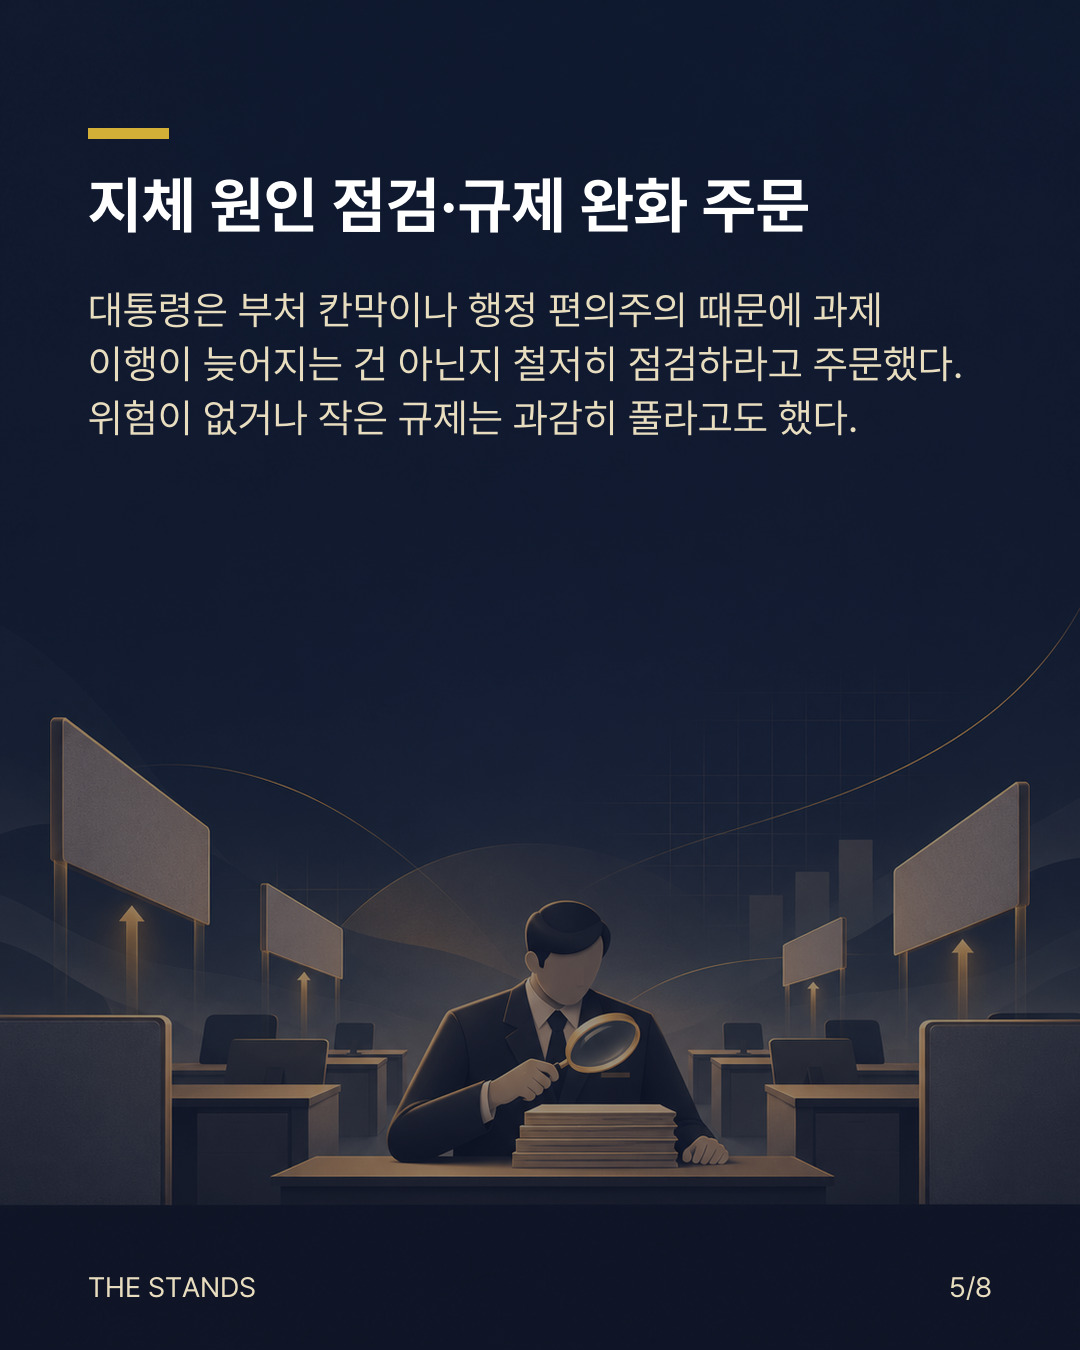 지체 원인 점검·규제 완화 주문
대통령은 부처 칸막이나 행정 편의주의 때문에 과제
이행이 늦어지는 건 아닌지 철저히 점검하라고 주문했다.
위험이 없거나 작은 규제는 과감히 풀라고도 했다.
THE STANDS
5/8